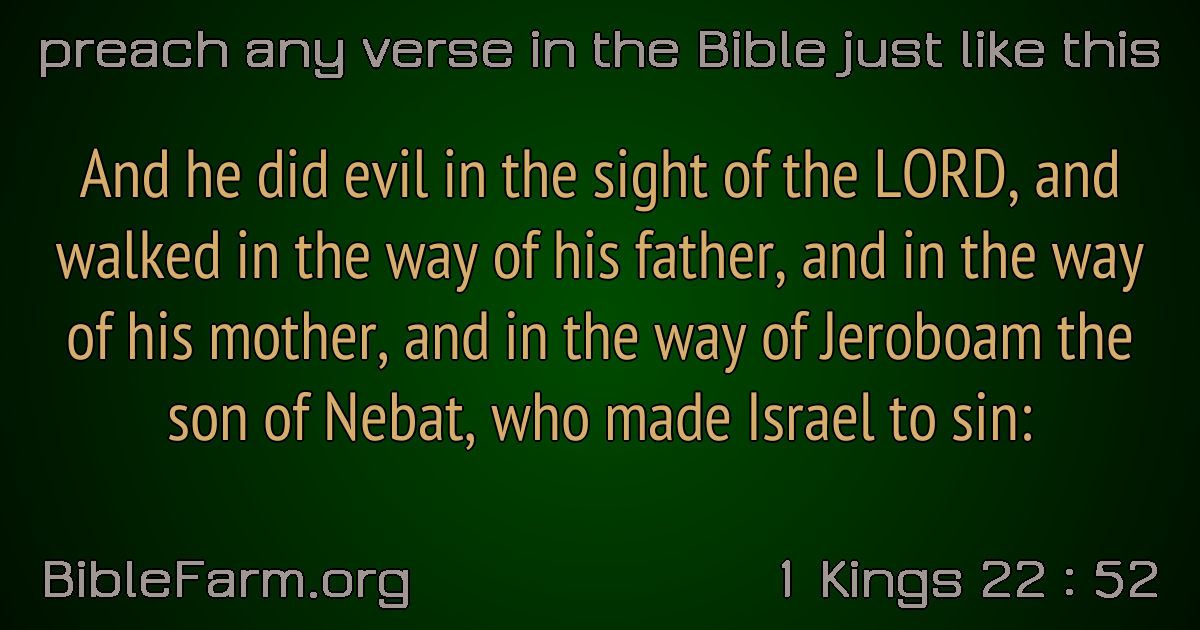 preach any verse in the Bible just like this
And he did evil in the sight of the LORD, and
walked in the way of his father, and in the way
of his mother, and in the way of Jeroboam the
son of Nebat, who made Israel to sin:
BibleFarm.org
1 Kings 22 : 52